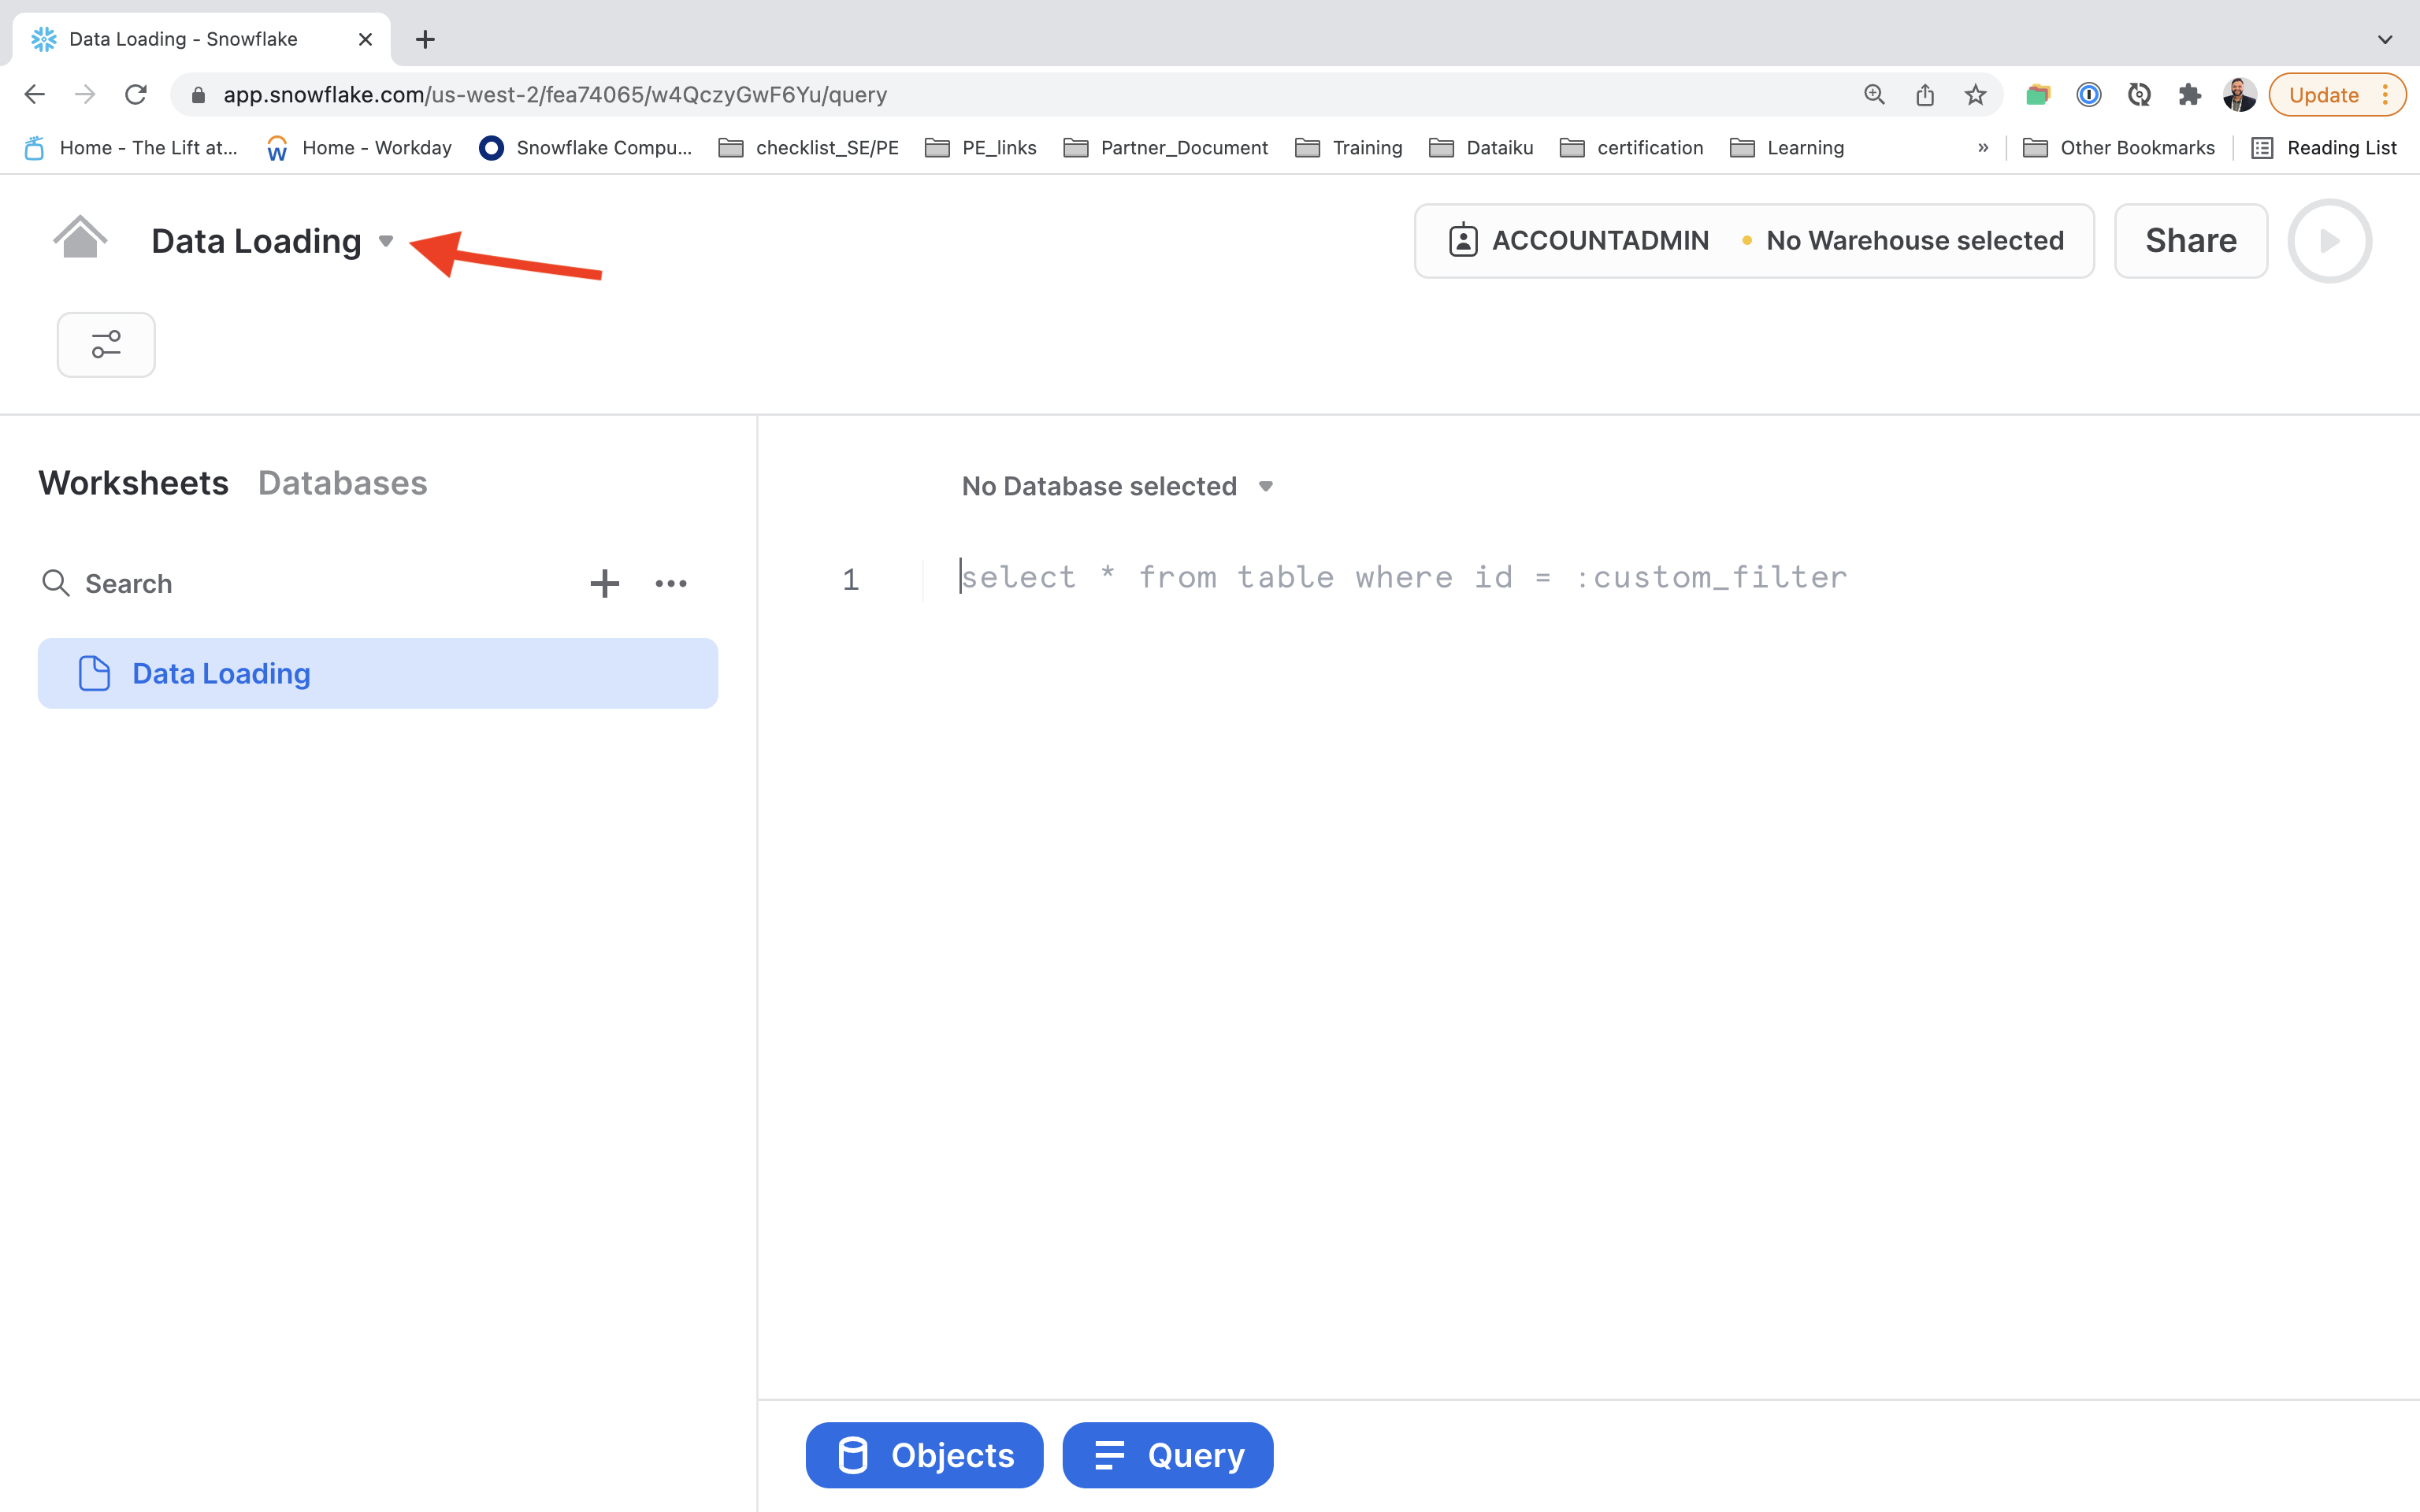 Data Loading - Snowflake
app.snowflake.com/us-west-2/fea74065/w4QczyGwF6Yu/query
Update
Home - The Lift at...
Home - Workday
Snowflake Compu...
checklist_SE/PE
PE_links
Partner_Document
Training
Dataiku
certification
Learning
»
Other Bookmarks
Reading List
Data Loading
ACCOUNTADMIN
No Warehouse selected
Share
Worksheets
Databases
Search
Data Loading
No Database selected
1
select * from table where id = :custom_filter
Objects
Query